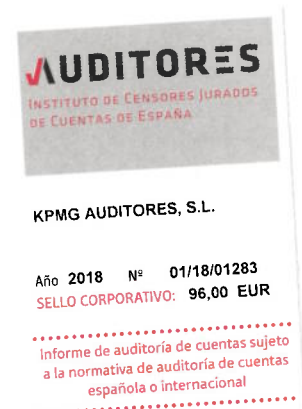 AUDITORES
INSTITUTO DE CENSORES JURADOS
DE CUENTAS DE ESPAÑA
KPMG AUDITORES, S.L.
Año 2018 Nº 01/18/01283
SELLO CORPORATIVO: 96,00 EUR
Informe de auditoría de cuentas sujeto
a la normativa de auditoría de cuentas
española o internacional